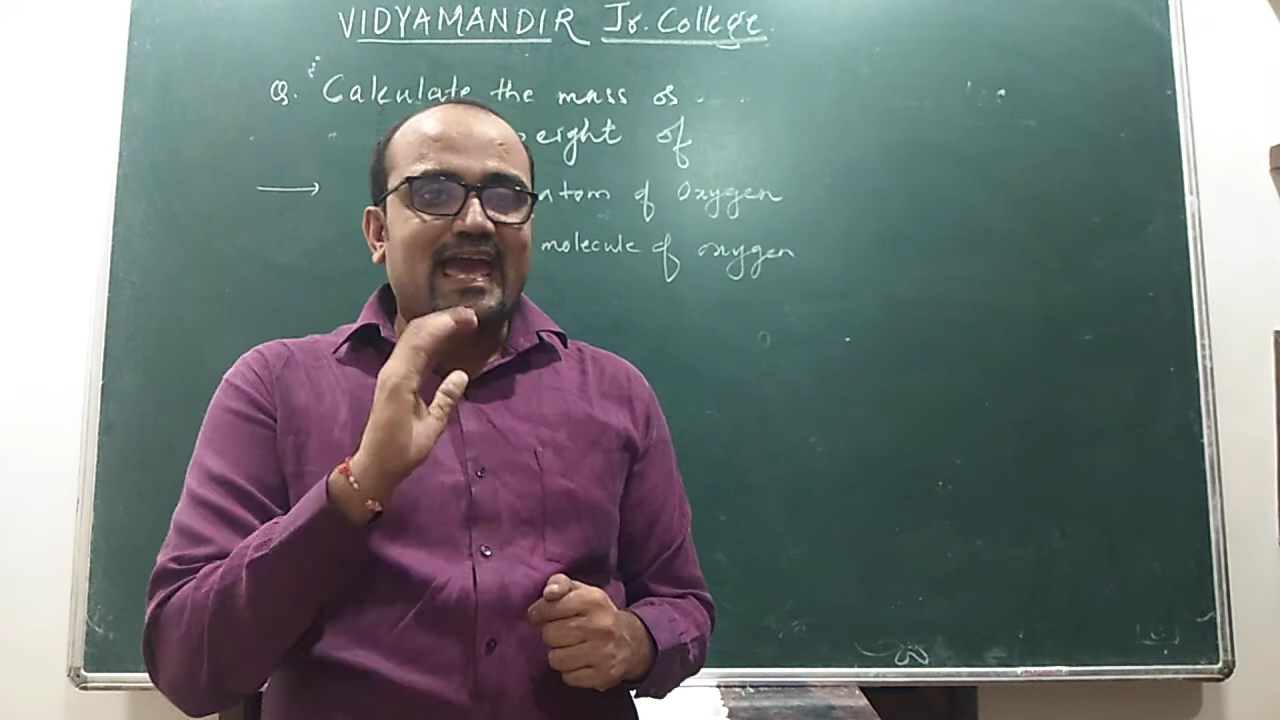 VIDYAMANDIR Jr. College
Q. Calculate the mass of
eight of
atom of Oxygen
molecule of oxygen